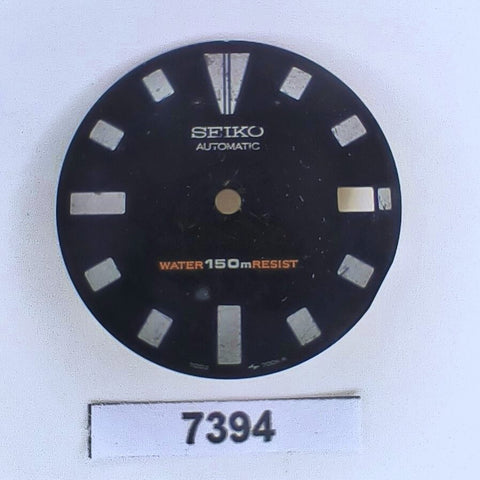 SEIKO
AUTOMATIC
WATER 150m RESIST
7394